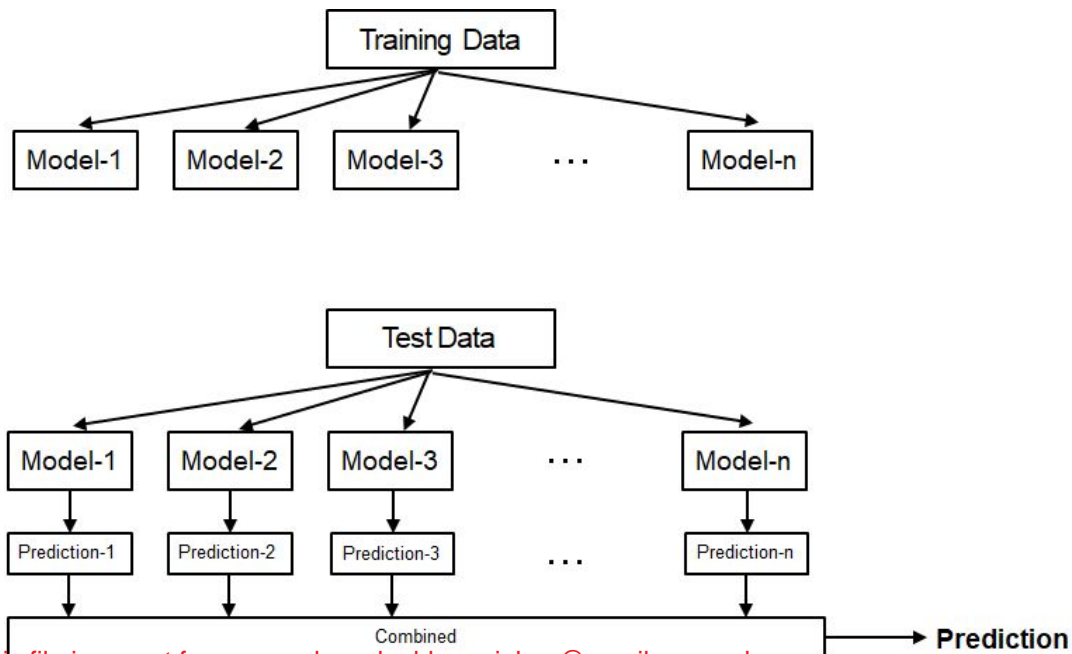 Training Data
Model-1 Model-2 Model-3 ... Model-n
Test Data
Model-1 Model-2 Model-3 ... Model-n
Prediction-1 Prediction-2 Prediction-3 ... Prediction-n
Combined
Prediction